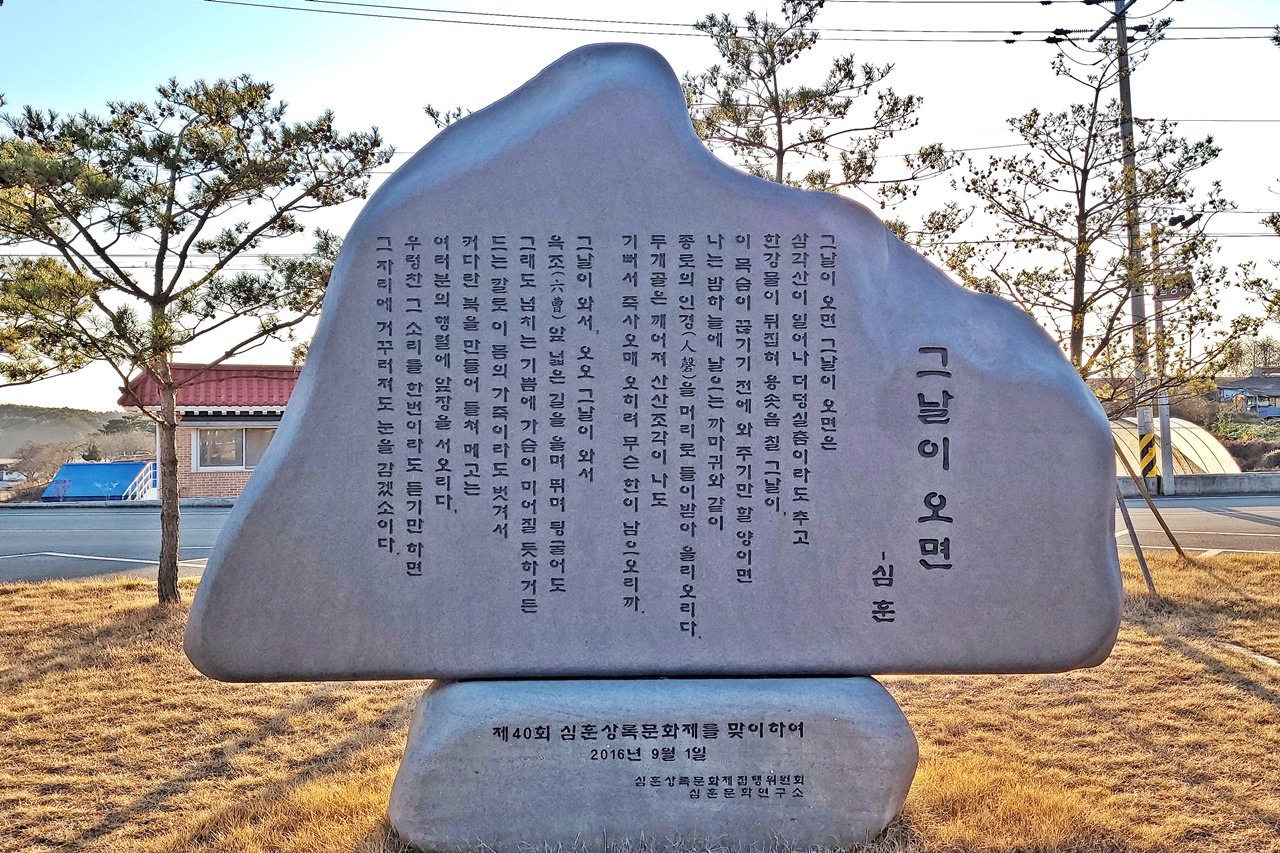 그날이 오면
-심 훈
그날이 오면 그날이 오면은
삼각산이 일어나 더덩실춤이라도 추고
한강물이 뒤집혀 용솟음 칠 그날이,
이 목숨이 끊기기 전에 와 주기만 할 양이면
나는 밤하늘에 날으는 까마귀와 같이
종로의 인경(人磬)을 머리로 들이받아 올리오리다.
두개골은 깨어져 산산조각이 나도
기뻐서 죽사오매 오히려 무슨 한이 남으오리까.
그날이 와서, 오오 그날이 와서
육조(六曹) 앞 넓은 길을 울며 뛰며 뒹굴어도
그래도 넘치는 기쁨에 가슴이 미어질 듯하거든
드는 칼로 이 몸의 가죽이라도 벗겨서
커다란 북을 만들어 들쳐 메고는
여러분의 행렬에 앞장을 서오리다.
우렁찬 그 소리를 한번이라도 듣기만 하면
그 자리에 거꾸러져도 눈을 감겠소이다.
제40회 심훈상록문화제를 맞이하여
2016년 9월 1일
심훈상록문화제집행위원회
심훈문학연구소